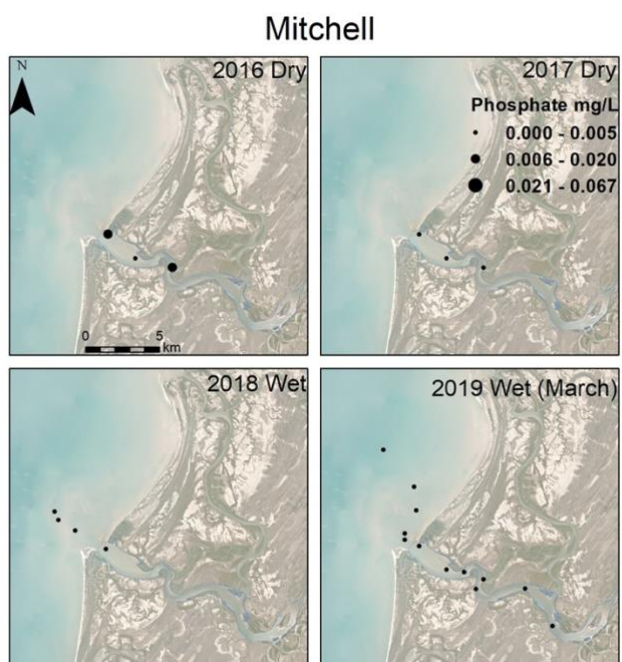 Mitchell
N
2016 Dry
2017 Dry
Phosphate mg/L
0.000 - 0.005
0.006 - 0.020
0.021 - 0.067
0 5
km
2018 Wet
2019 Wet (March)